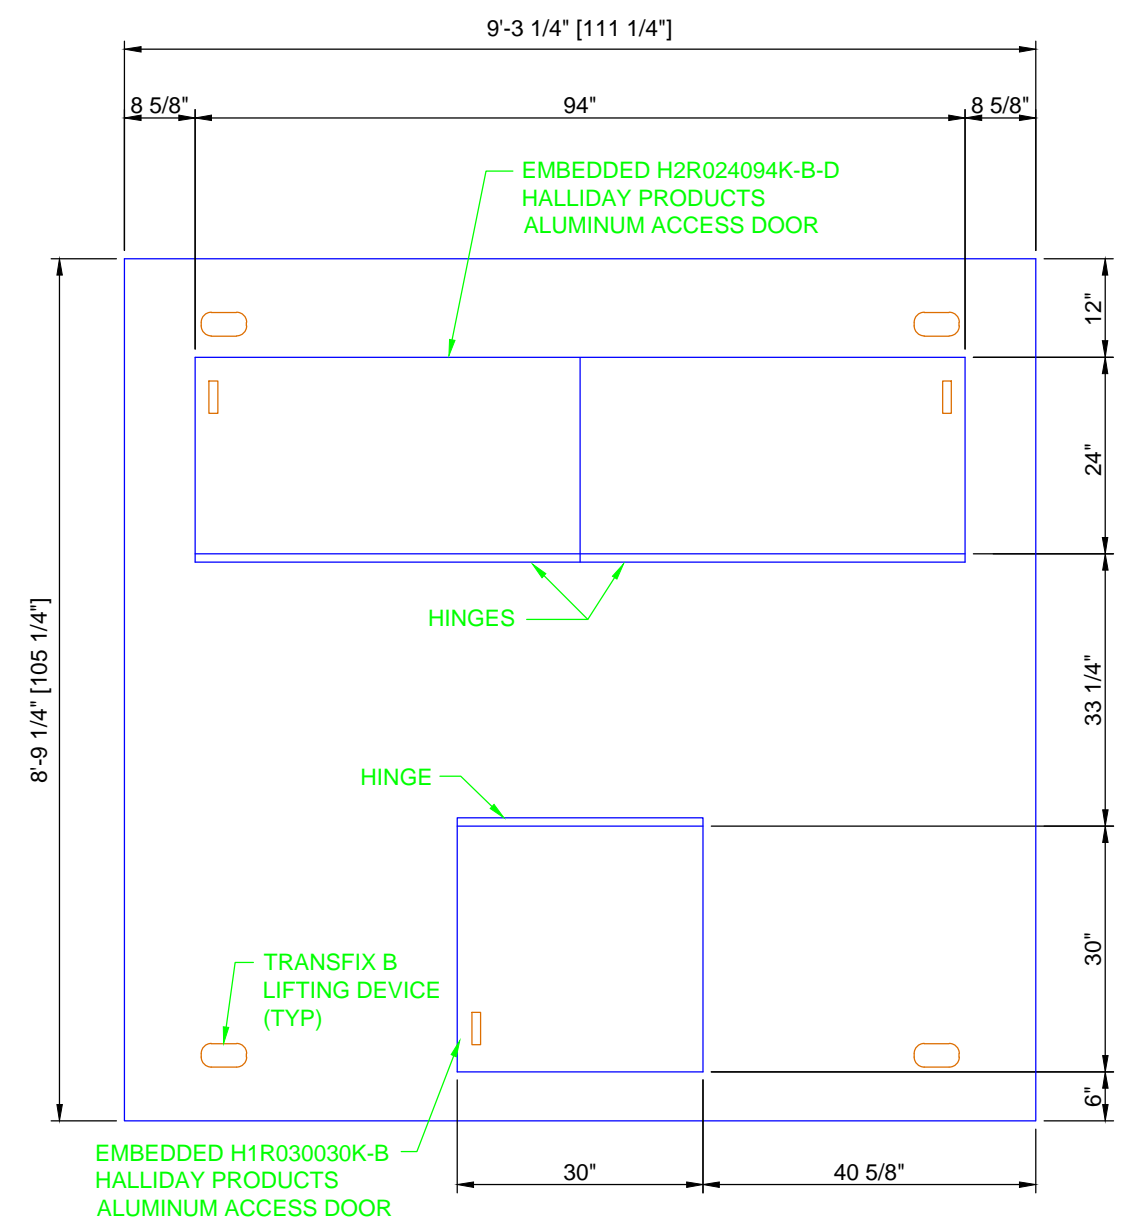 9'-3 1/4" [111 1/4"]
8 5/8"
94"
8 5/8"
EMBEDDED H2R024094K-B-D
HALLIDAY PRODUCTS
ALUMINUM ACCESS DOOR
12"
24"
HINGES
8'-9 1/4" [105 1/4"]
33 1/4"
HINGE
30"
TRANSFIX B
LIFTING DEVICE
(TYP)
6"
EMBEDDED H1R030030K-B
HALLIDAY PRODUCTS
ALUMINUM ACCESS DOOR
30"
40 5/8"